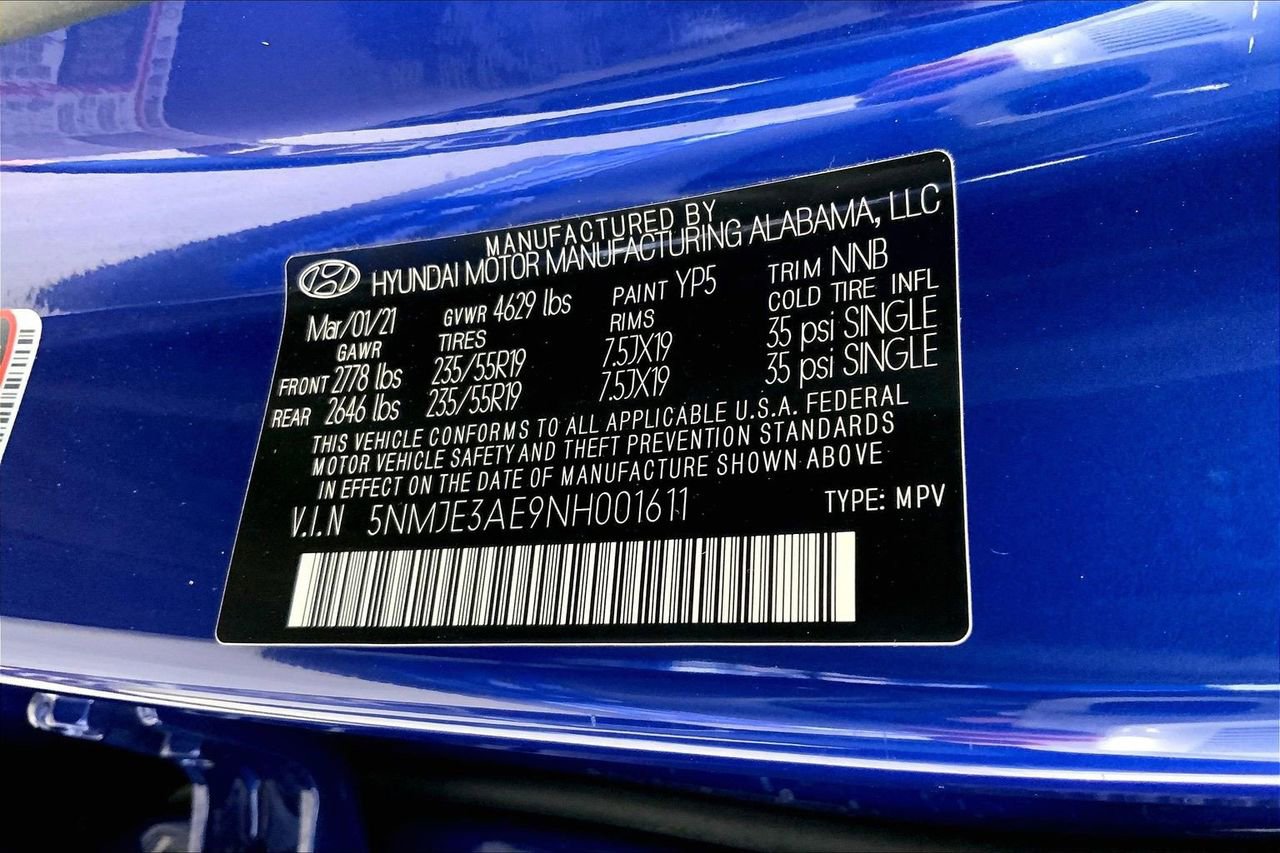 MANUFACTURED BY
HYUNDAI MOTOR MANUFACTURING ALABAMA, LLC
Mar/01/21 GVWR 4629 lbs PAINT YP5 TRIM NNB
GAWR TIRES RIMS COLD TIRE INFL
FRONT 2778 lbs 235/55R19 7.5JX19 35 psi SINGLE
REAR 2646 lbs 235/55R19 7.5JX19 35 psi SINGLE
THIS VEHICLE CONFORMS TO ALL APPLICABLE U.S.A. FEDERAL
MOTOR VEHICLE SAFETY AND THEFT PREVENTION STANDARDS
IN EFFECT ON THE DATE OF MANUFACTURE SHOWN ABOVE
V.I.N 5NMJE3AE9NH001611 TYPE: MPV